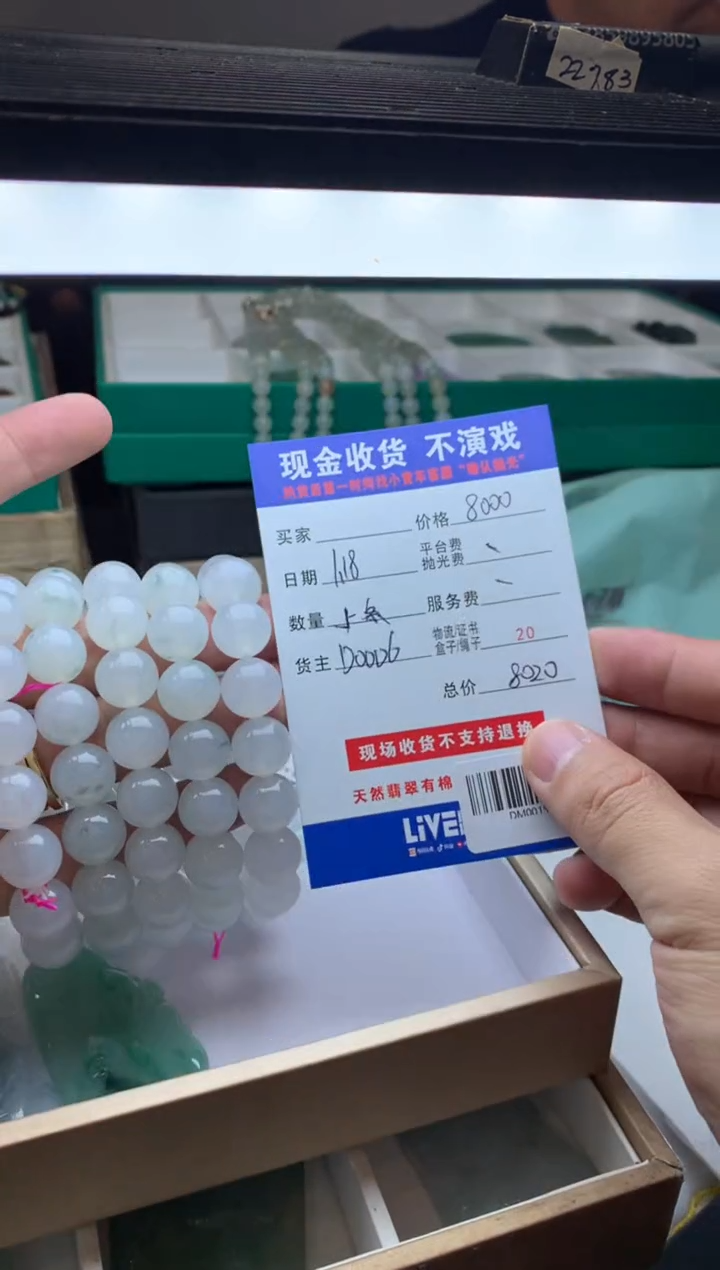 22783
现金收货 不演戏
买家 价格 8000
日期 1.18 平台费
抛光费
数量 服务费
货主 D0006 物流/证书
盒子/绳子 20
总价 8020
现场收货不支持退换
天然翡翠有棉
LiVE
DM001